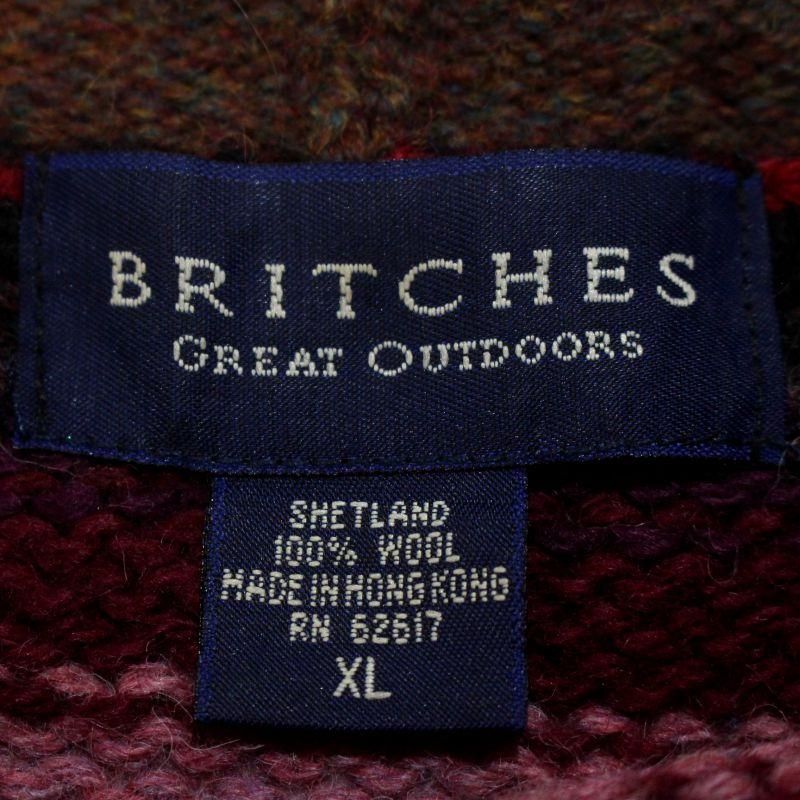 BRITCHES
GREAT OUTDOORS
SHETLAND
100% WOOL
MADE IN HONG KONG
RN 62617
XL